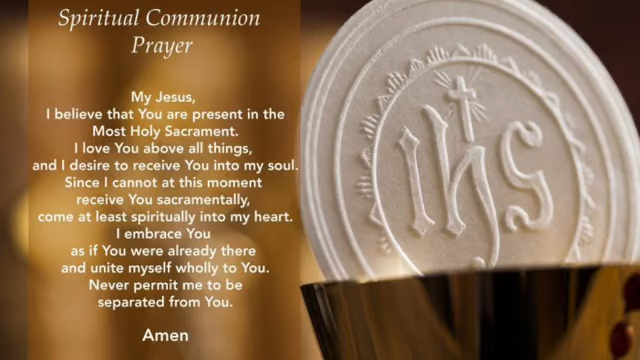 Spiritual Communion
Prayer
My Jesus,
I believe that You are present in the
Most Holy Sacrament.
I love You above all things,
and I desire to receive You into my soul.
Since I cannot at this moment
receive You sacramentally,
come at least spiritually into my heart.
I embrace You
as if You were already there
and unite myself wholly to You.
Never permit me to be
separated from You.
Amen
IHS